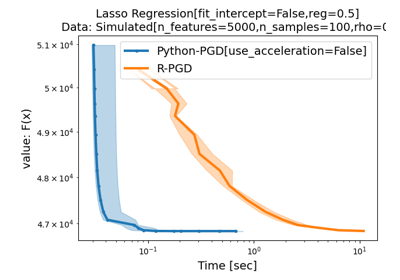 Lasso Regression[fit_intercept=False,reg=0.5]
Data: Simulated[n_features=5000,n_samples=100,rho=0
5.1 × 10⁴
5 × 10⁴
4.9 × 10⁴
4.8 × 10⁴
4.7 × 10⁴
value: F(x)
Python-PGD[use_acceleration=False]
R-PGD
10⁻¹ 10⁰ 10¹
Time [sec]